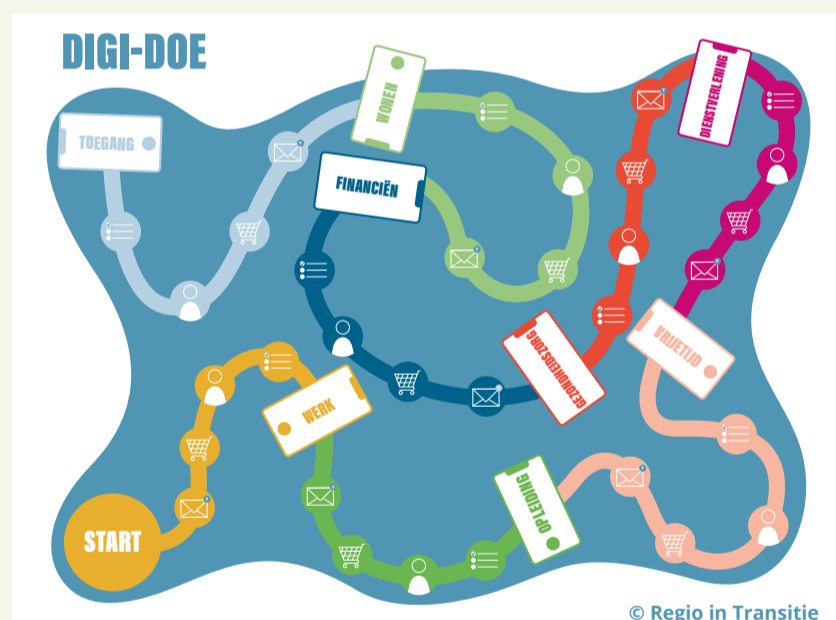 DIGI-DOE
TOEGANG
WONEN
FINANCIËN
DIENSTVERLENING
GEZONDHEIDSZORG
VRIJETIJD
WERK
OPLEIDING
START
© Regio in Transitie